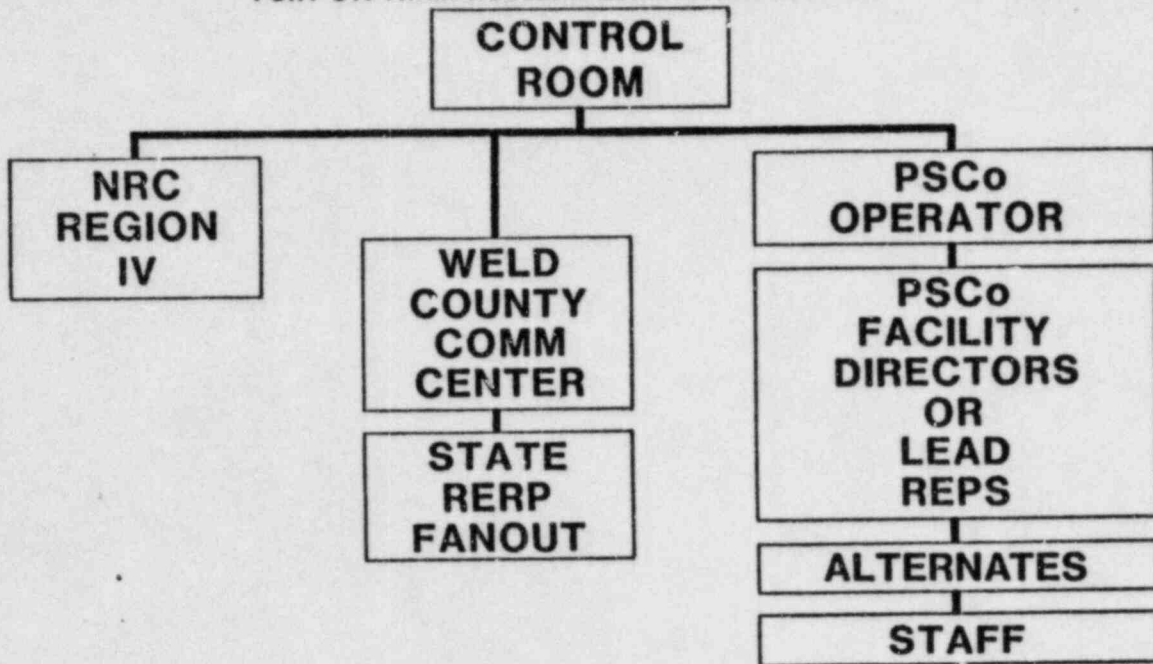 CONTROL
ROOM
NRC
REGION
IV
WELD
COUNTY
COMM
CENTER
STATE
RERP
FANOUT
PSCo
OPERATOR
PSCo
FACILITY
DIRECTORS
OR
LEAD
REPS
ALTERNATES
STAFF